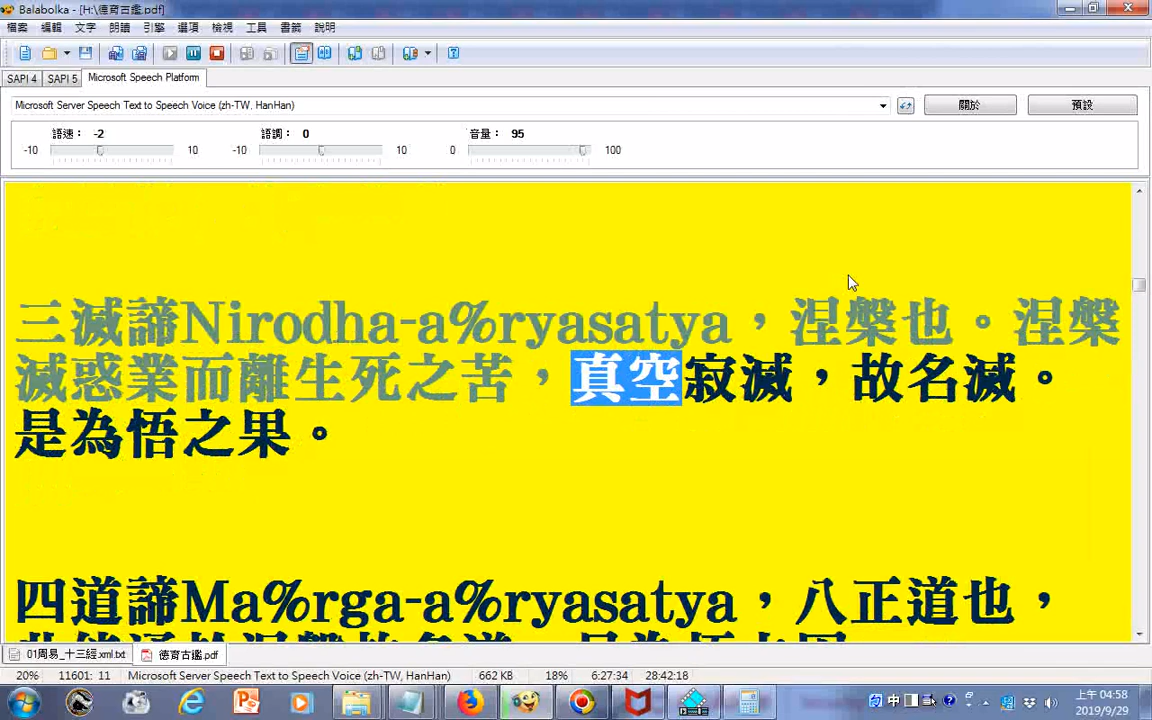 Balabolka - [H:\德育古鑑.pdf]
檔案 編輯 文字 朗讀 引擎 選項 檢視 工具 書籤 說明
SAPI 4 SAPI 5 Microsoft Speech Platform
Microsoft Server Speech Text to Speech Voice (zh-TW, HanHan) 關於 預設
語速： -2 語調： 0 音量： 95
-10 10 -10 10 0 100
三滅諦Nirodha-a%ryasatya，涅槃也。涅槃
滅惑業而離生死之苦，真空寂滅，故名滅。
是為悟之果。
四道諦Ma%rga-a%ryasatya，八正道也，
01周易_十三經.xml.txt 德育古鑑.pdf
20% 11601: 11 Microsoft Server Speech Text to Speech Voice (zh-TW, HanHan) 662 KB 18% 6:27:34 28:42:18
中 上午 04:58
2019/9/29